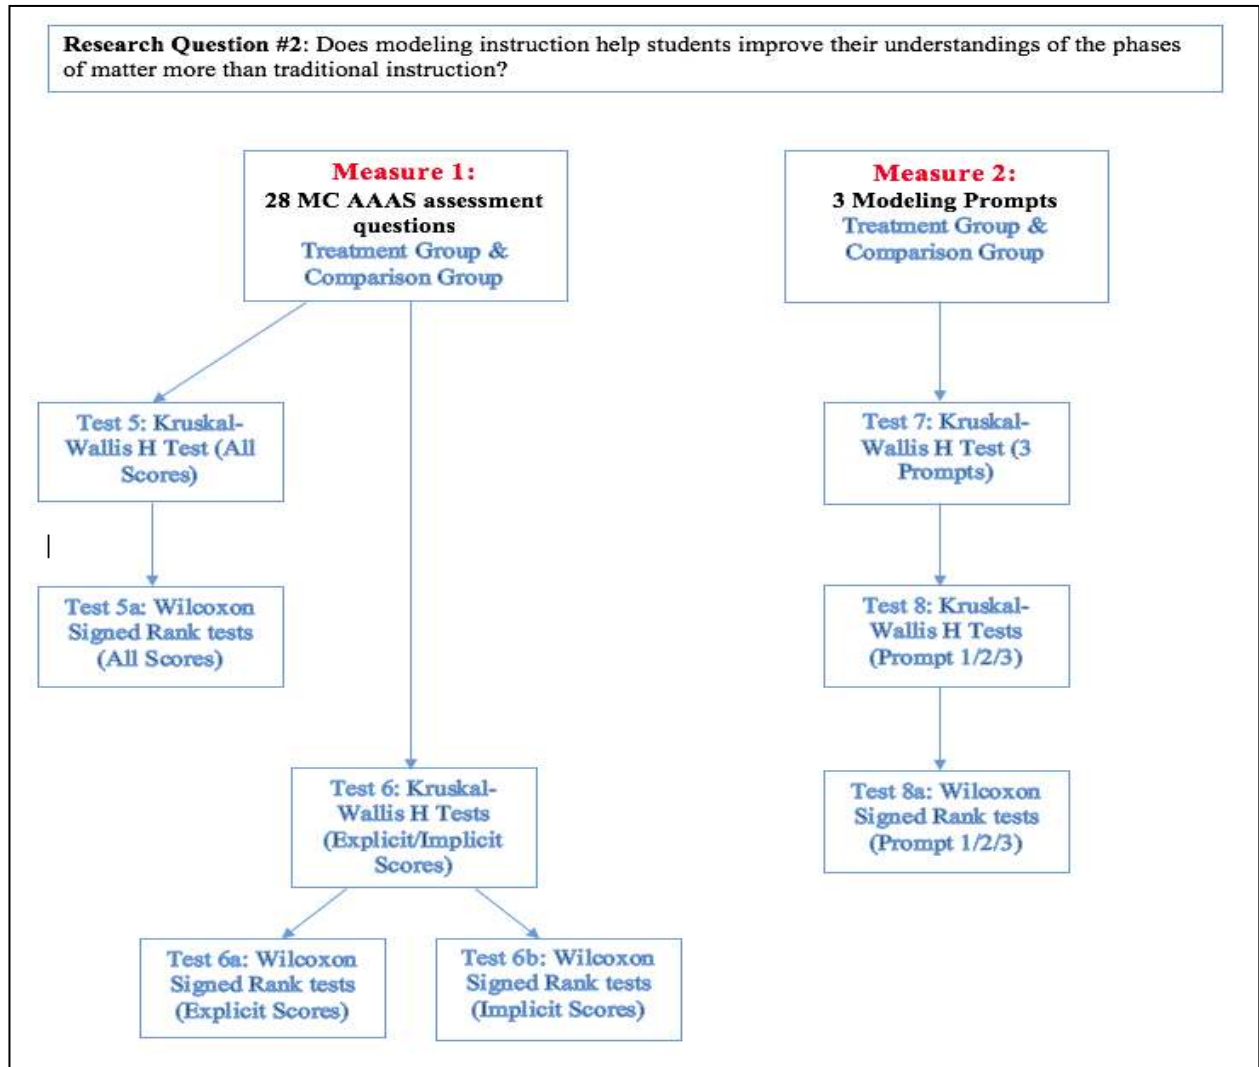 Research Question #2: Does modeling instruction help students improve their understandings of the phases
of matter more than traditional instruction?
Measure 1:
28 MC AAAS assessment
questions
Treatment Group &
Comparison Group
Measure 2:
3 Modeling Prompts
Treatment Group &
Comparison Group
Test 5: Kruskal-
Wallis H Test (All
Scores)
Test 7: Kruskal-
Wallis H Test (3
Prompts)
Test 5a: Wilcoxon
Signed Rank tests
(All Scores)
Test 8: Kruskal-
Wallis H Tests
(Prompt 1/2/3)
Test 6: Kruskal-
Wallis H Tests
(Explicit/Implicit
Scores)
Test 8a: Wilcoxon
Signed Rank tests
(Prompt 1/2/3)
Test 6a: Wilcoxon
Signed Rank tests
(Explicit Scores)
Test 6b: Wilcoxon
Signed Rank tests
(Implicit Scores)